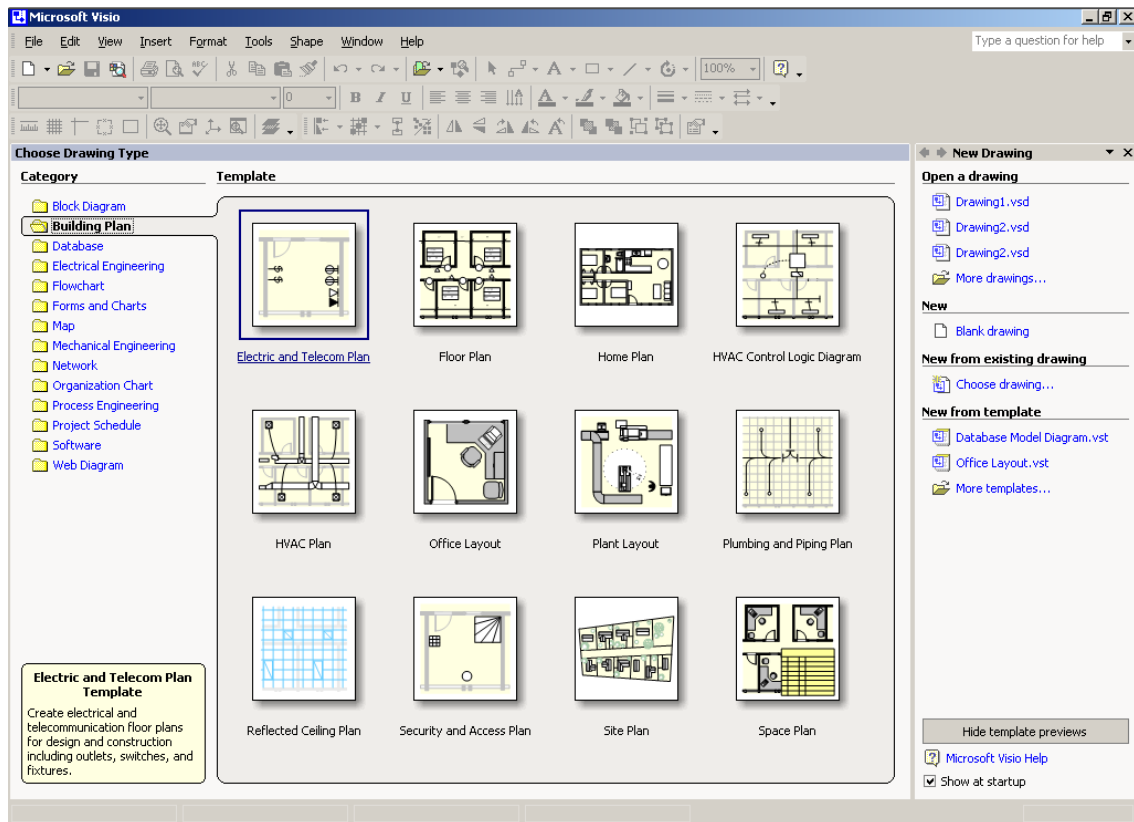 Microsoft Visio
File Edit View Insert Format Tools Shape Window Help
Type a question for help
100%
0 B I U A
Choose Drawing Type
Category
Block Diagram
Building Plan
Database
Electrical Engineering
Flowchart
Forms and Charts
Map
Mechanical Engineering
Network
Organization Chart
Process Engineering
Project Schedule
Software
Web Diagram
Electric and Telecom Plan
Template
Create electrical and
telecommunication floor plans
for design and construction
including outlets, switches, and
fixtures.
Template
Electric and Telecom Plan
Floor Plan
Home Plan
HVAC Control Logic Diagram
HVAC Plan
Office Layout
Plant Layout
Plumbing and Piping Plan
Reflected Ceiling Plan
Security and Access Plan
Site Plan
Space Plan
New Drawing
Open a drawing
Drawing1.vsd
Drawing2.vsd
Drawing2.vsd
More drawings...
New
Blank drawing
New from existing drawing
Choose drawing...
New from template
Database Model Diagram.vst
Office Layout.vst
More templates...
Hide template previews
Microsoft Visio Help
Show at startup